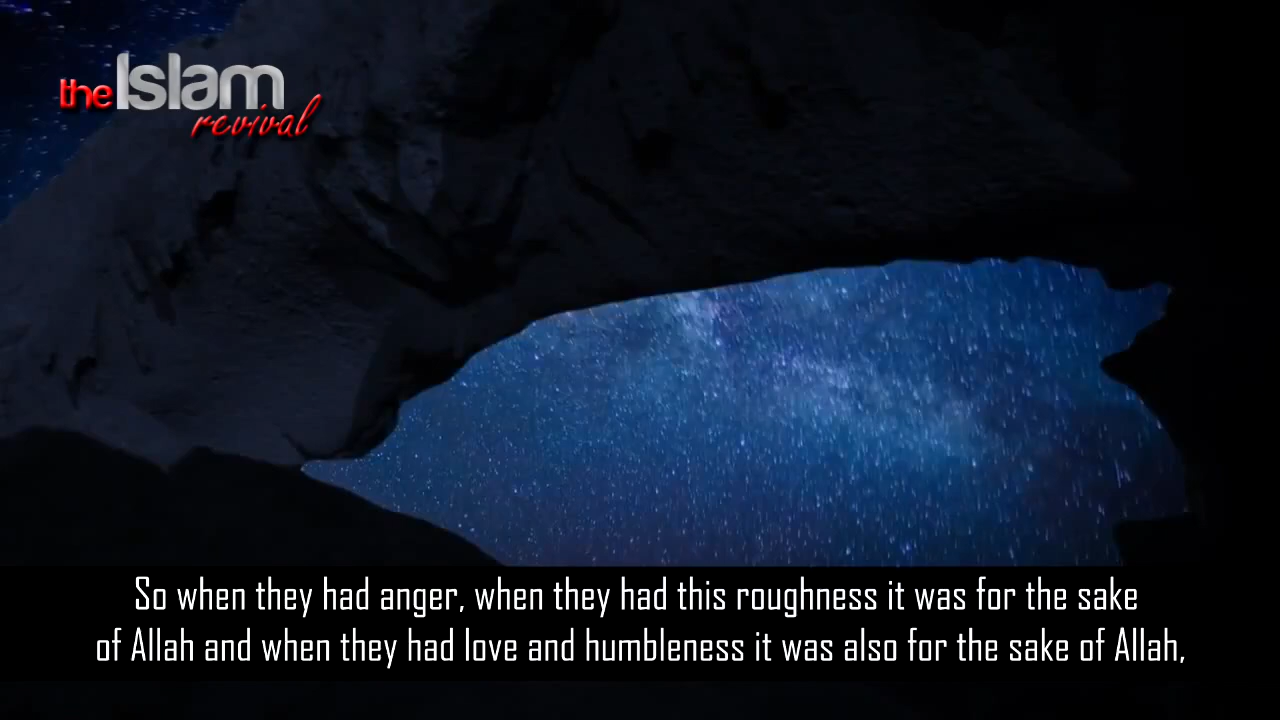 the Islam
revival
So when they had anger, when they had this roughness it was for the sake
of Allah and when they had love and humbleness it was also for the sake of Allah,